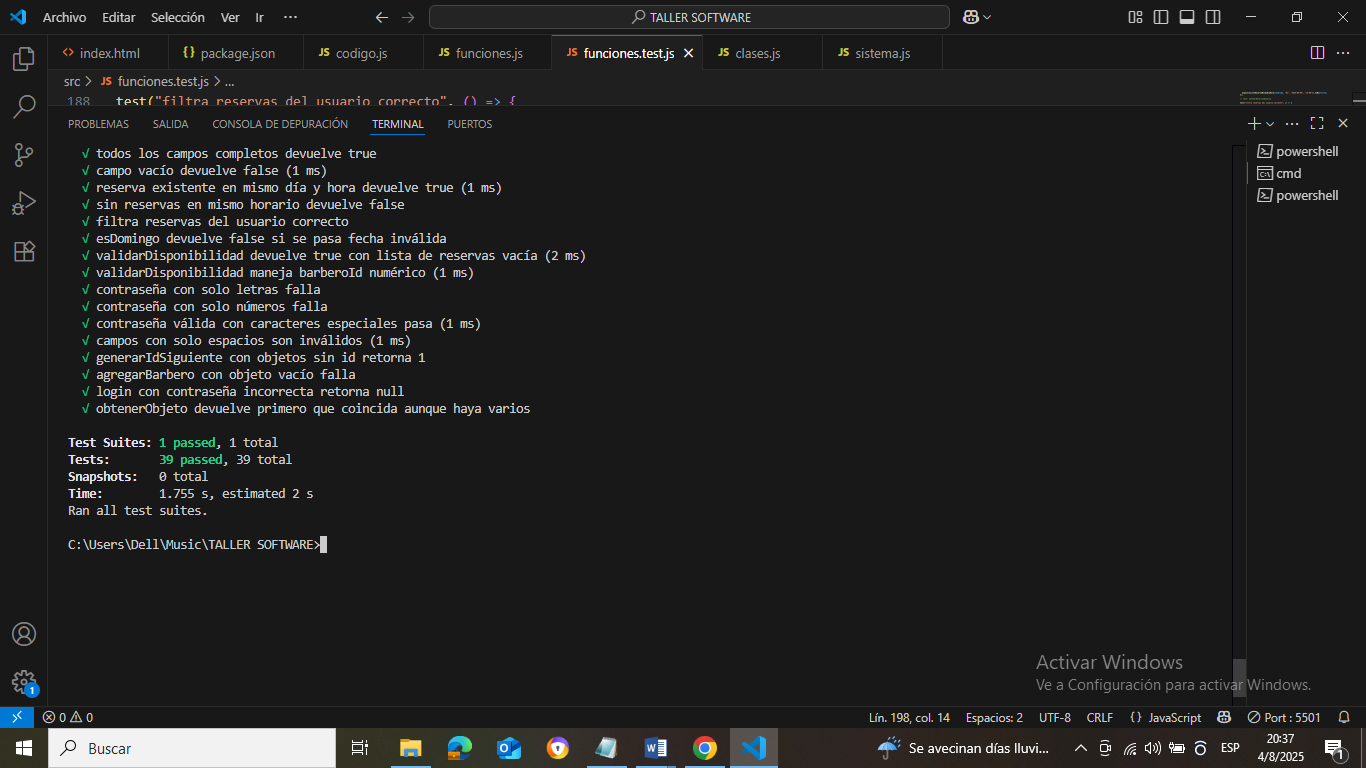 Archivo Editar Selección Ver Ir ··· TALLER SOFTWARE
index.html package.json codigo.js funciones.js funciones.test.js clases.js sistema.js
src > funciones.test.js > ...
188 test("filtra reservas del usuario correcto", () => {
PROBLEMAS SALIDA CONSOLA DE DEPURACIÓN TERMINAL PUERTOS
√ todos los campos completos devuelve true
√ campo vacío devuelve false (1 ms)
√ reserva existente en mismo día y hora devuelve true (1 ms)
√ sin reservas en mismo horario devuelve false
√ filtra reservas del usuario correcto
√ esDomingo devuelve false si se pasa fecha inválida
√ validarDisponibilidad devuelve true con lista de reservas vacía (2 ms)
√ validarDisponibilidad maneja barberoId numérico (1 ms)
√ contraseña con solo letras falla
√ contraseña con solo números falla
√ contraseña válida con caracteres especiales pasa (1 ms)
√ campos con solo espacios son inválidos (1 ms)
√ generarIdSiguiente con objetos sin id retorna 1
√ agregarBarbero con objeto vacío falla
√ login con contraseña incorrecta retorna null
√ obtenerObjeto devuelve primero que coincida aunque haya varios
Test Suites: 1 passed, 1 total
Tests: 39 passed, 39 total
Snapshots: 0 total
Time: 1.755 s, estimated 2 s
Ran all test suites.
C:\Users\Dell\Music\TALLER SOFTWARE>
powershell
cmd
powershell
Activar Windows
Ve a Configuración para activar Windows.
1
0 0 Lín. 198, col. 14 Espacios: 2 UTF-8 CRLF {} JavaScript Port : 5501
Buscar Se avecinan días lluvi... ESP 20:37
4/8/2025 1